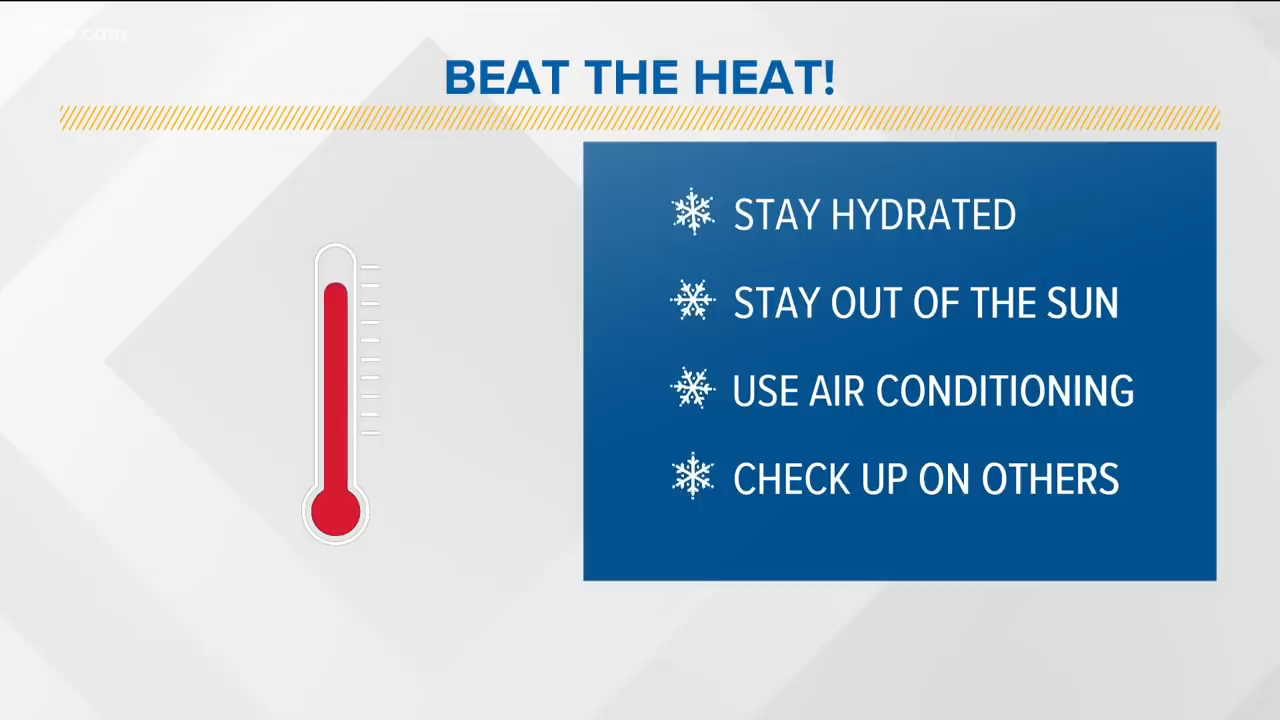 BEAT THE HEAT!
STAY HYDRATED
STAY OUT OF THE SUN
USE AIR CONDITIONING
CHECK UP ON OTHERS